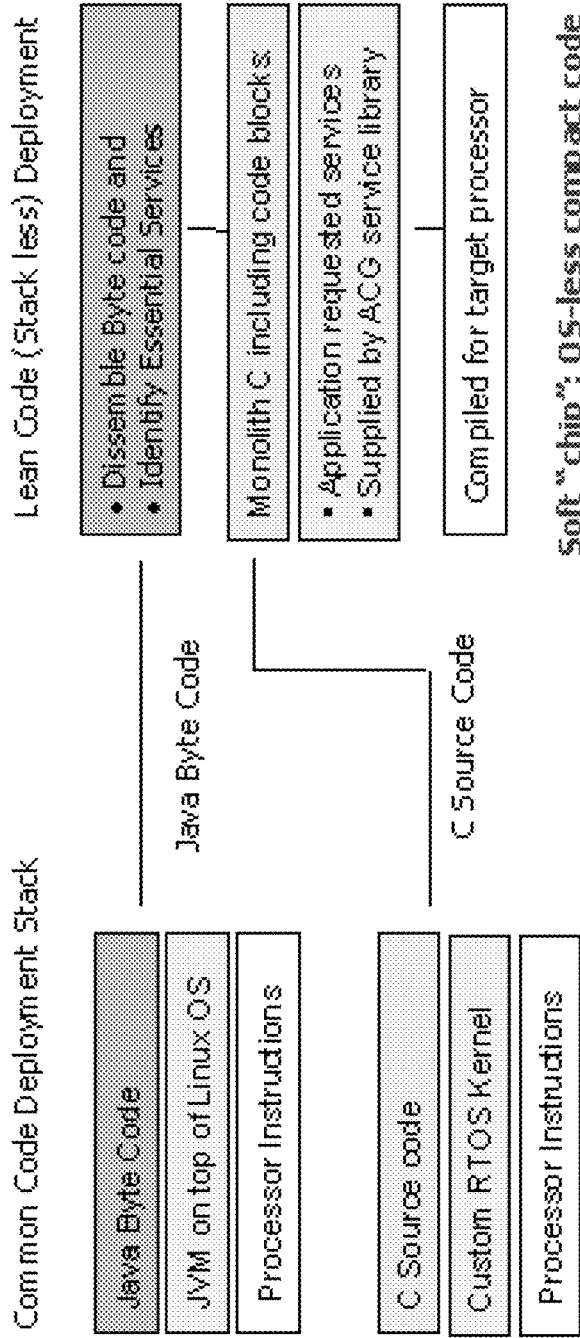 Common Code Deployment Stack
Java Byte Code
JVM on top of Linux OS
Processor Instructions
C Source code
Custom RTOS Kernel
Processor Instructions
Java Byte Code
C Source Code
Lean Code (Stack less) Deployment
• Dissemble Byte code and
• Identify Essential Services
Monolith C including code blocks:
• Application requested services
• Supplied by ACG service library
Compiled for target processor
Soft “chip”: OS-less compact code